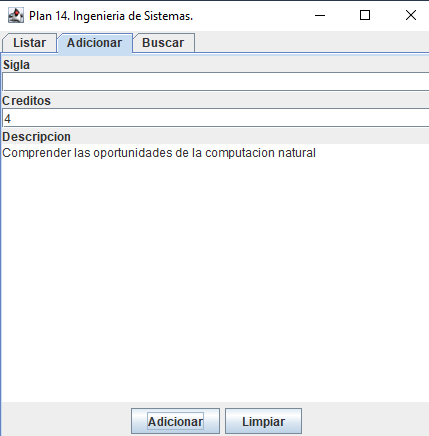 Plan 14. Ingenieria de Sistemas.
Listar Adicionar Buscar
Sigla
Creditos
4
Descripcion
Comprender las oportunidades de la computacion natural
Adicionar Limpiar